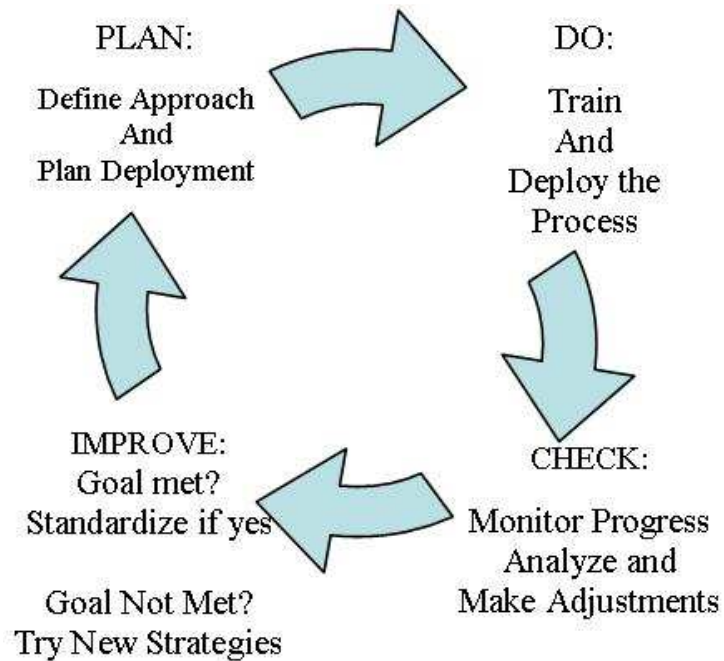 PLAN:
Define Approach
And
Plan Deployment
DO:
Train
And
Deploy the
Process
CHECK:
Monitor Progress
Analyze and
Make Adjustments
IMPROVE:
Goal met?
Standardize if yes
Goal Not Met?
Try New Strategies